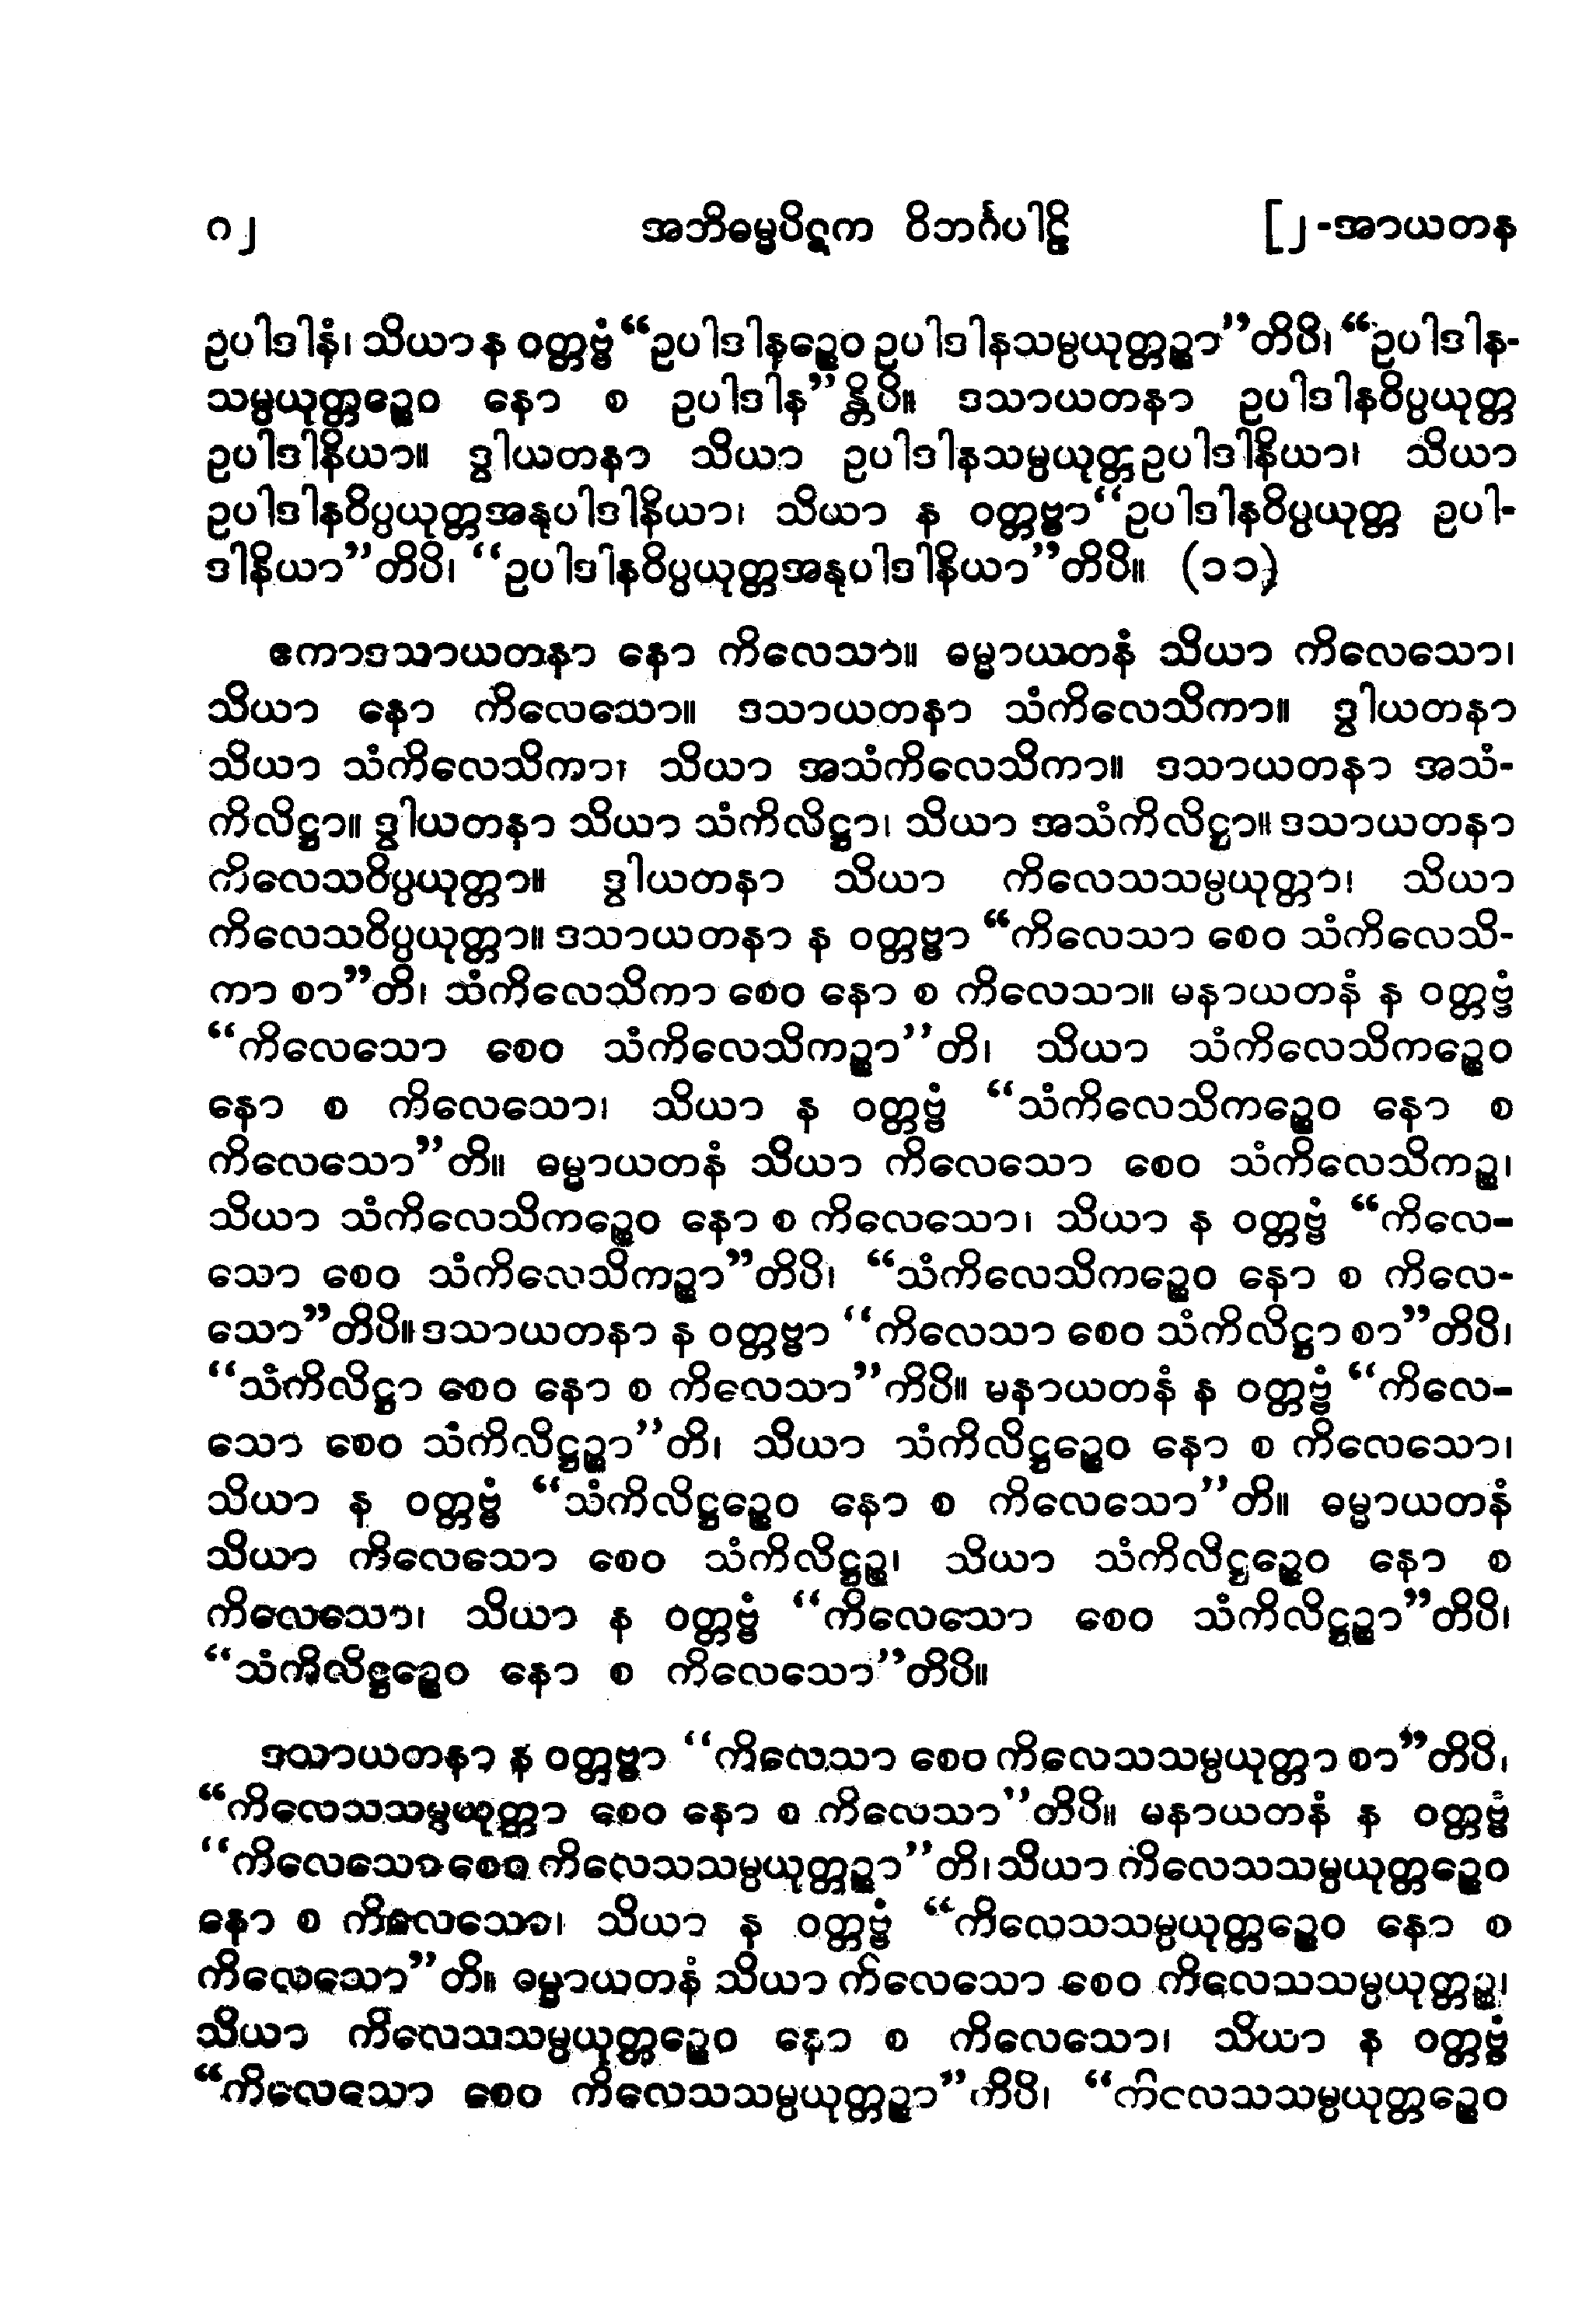 ၈၂ အဘိဓမ္မပိဋက ဝိဘင်္ဂပါဠိ [၂-အာယတန
ဥပါဒါနံ၊ သိယာ န ဝတ္တဗ္ဗံ “ဥပါဒါနဉ္စေဝ ဥပါဒါနသမ္ပယုတ္တဉ္စာ”တိပိ၊ “ဥပါဒါန-
သမ္ပယုတ္တဉ္စေဝ နော စ ဥပါဒါန”န္တိပိ။ ဒသာယတနာ ဥပါဒါနဝိပ္ပယုတ္တ
ဥပါဒါနိယာ။ ဒွါယတနာ သိယာ ဥပါဒါနသမ္ပယုတ္တဥပါဒါနိယာ၊ သိယာ
ဥပါဒါနဝိပ္ပယုတ္တအနုပါဒါနိယာ၊ သိယာ န ဝတ္တဗ္ဗာ “ဥပါဒါနဝိပ္ပယုတ္တ ဥပါ-
ဒါနိယာ”တိပိ၊ “ဥပါဒါနဝိပ္ပယုတ္တအနုပါဒါနိယာ”တိပိ။ (၁၁)
ဧကာဒသာယတနာ နော ကိလေသာ။ ဓမ္မာယတနံ သိယာ ကိလေသော၊
သိယာ နော ကိလေသော။ ဒသာယတနာ သံကိလေသိကာ။ ဒွါယတနာ
သိယာ သံကိလေသိကာ၊ သိယာ အသံကိလေသိကာ။ ဒသာယတနာ အသံ-
ကိလိဋ္ဌာ။ ဒွါယတနာ သိယာ သံကိလိဋ္ဌာ၊ သိယာ အသံကိလိဋ္ဌာ။ ဒသာယတနာ
ကိလေသဝိပ္ပယုတ္တာ။ ဒွါယတနာ သိယာ ကိလေသသမ္ပယုတ္တာ၊ သိယာ
ကိလေသဝိပ္ပယုတ္တာ။ ဒသာယတနာ န ဝတ္တဗ္ဗာ “ကိလေသာ စေဝ သံကိလေသိ-
ကာ စာ”တိ၊ သံကိလေသိကာ စေဝ နော စ ကိလေသာ။ မနာယတနံ န ဝတ္တဗ္ဗံ
“ကိလေသော စေဝ သံကိလေသိကဉ္စာ”တိ၊ သိယာ သံကိလေသိကဉ္စေဝ
နော စ ကိလေသော၊ သိယာ န ဝတ္တဗ္ဗံ “သံကိလေသိကဉ္စေဝ နော စ
ကိလေသော”တိ။ ဓမ္မာယတနံ သိယာ ကိလေသော စေဝ သံကိလေသိကဉ္စ၊
သိယာ သံကိလေသိကဉ္စေဝ နော စ ကိလေသော၊ သိယာ န ဝတ္တဗ္ဗံ “ကိလေ-
သော စေဝ သံကိလေသိကဉ္စာ”တိပိ၊ “သံကိလေသိကဉ္စေဝ နော စ ကိလေ-
သော”တိပိ။ ဒသာယတနာ န ဝတ္တဗ္ဗာ “ကိလေသာ စေဝ သံကိလိဋ္ဌာ စာ”တိပိ၊
“သံကိလိဋ္ဌာ စေဝ နော စ ကိလေသာ”ကိပိ။ မနာယတနံ န ဝတ္တဗ္ဗံ “ကိလေ-
သော စေဝ သံကိလိဋ္ဌဉ္စာ”တိ၊ သိယာ သံကိလိဋ္ဌဉ္စေဝ နော စ ကိလေသော၊
သိယာ န ဝတ္တဗ္ဗံ “သံကိလိဋ္ဌဉ္စေဝ နော စ ကိလေသော”တိ။ ဓမ္မာယတနံ
သိယာ ကိလေသော စေဝ သံကိလိဋ္ဌဉ္စ၊ သိယာ သံကိလိဋ္ဌဉ္စေဝ နော စ
ကိလေသော၊ သိယာ န ဝတ္တဗ္ဗံ “ကိလေသော စေဝ သံကိလိဋ္ဌဉ္စာ”တိပိ၊
“သံကိလိဋ္ဌဉ္စေဝ နော စ ကိလေသော”တိပိ။
ဒသာယတနာ န ဝတ္တဗ္ဗာ “ကိလေသာ စေဝ ကိလေသသမ္ပယုတ္တာ စာ”တိပိ၊
“ကိလေသသမ္ပယုတ္တာ စေဝ နော စ ကိလေသာ”တိပိ။ မနာယတနံ န ဝတ္တဗ္ဗံ
“ကိလေသော စေဝ ကိလေသသမ္ပယုတ္တဉ္စာ”တိ၊ သိယာ ကိလေသသမ္ပယုတ္တဉ္စေဝ
နော စ ကိလေသော၊ သိယာ န ဝတ္တဗ္ဗံ “ကိလေသသမ္ပယုတ္တဉ္စေဝ နော စ
ကိလေသော”တိ။ ဓမ္မာယတနံ သိယာ ကိလေသော စေဝ ကိလေသသမ္ပယုတ္တဉ္စ၊
သိယာ ကိလေသသမ္ပယုတ္တဉ္စေဝ နော စ ကိလေသော၊ သိယာ န ဝတ္တဗ္ဗံ
“ကိလေသော စေဝ ကိလေသသမ္ပယုတ္တဉ္စာ”ကိပိ၊ “ကိလေသသမ္ပယုတ္တဉ္စေဝ